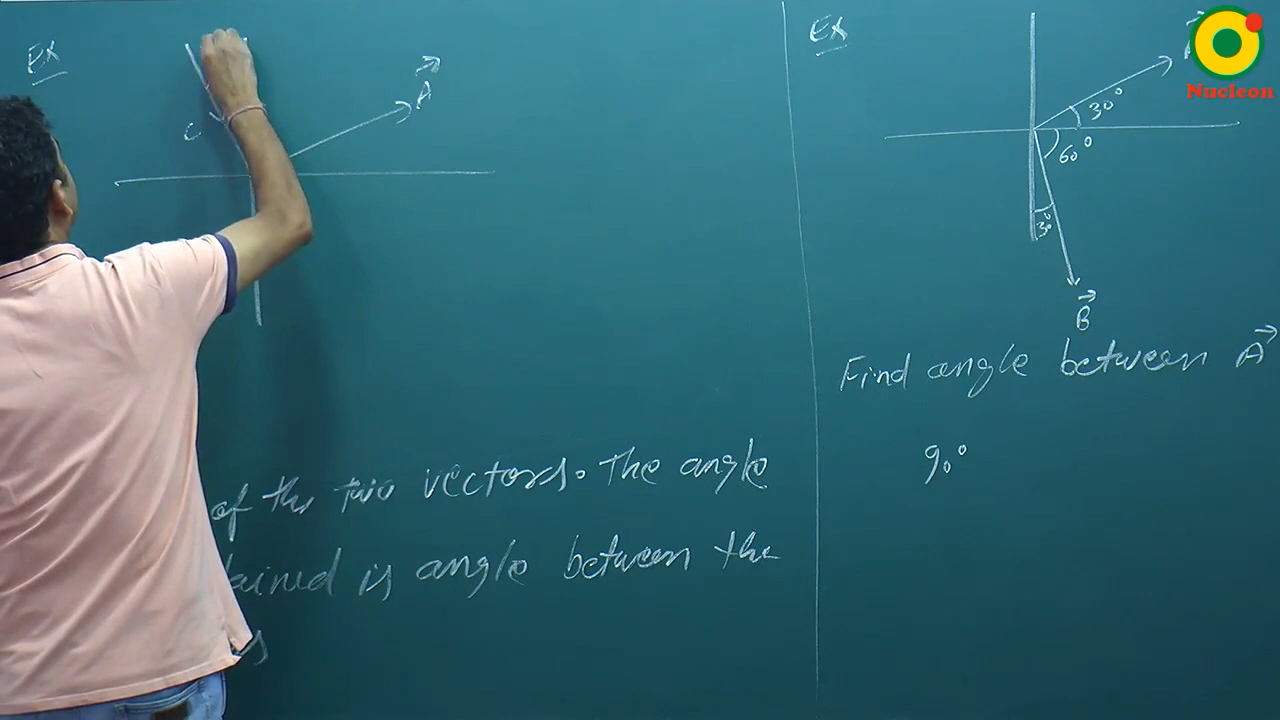 Ex
A
C
of the two vectors. The angle
tained is angle between the
s
Ex
30°
60°
30°
B
Find angle between A
90°
Nucleon